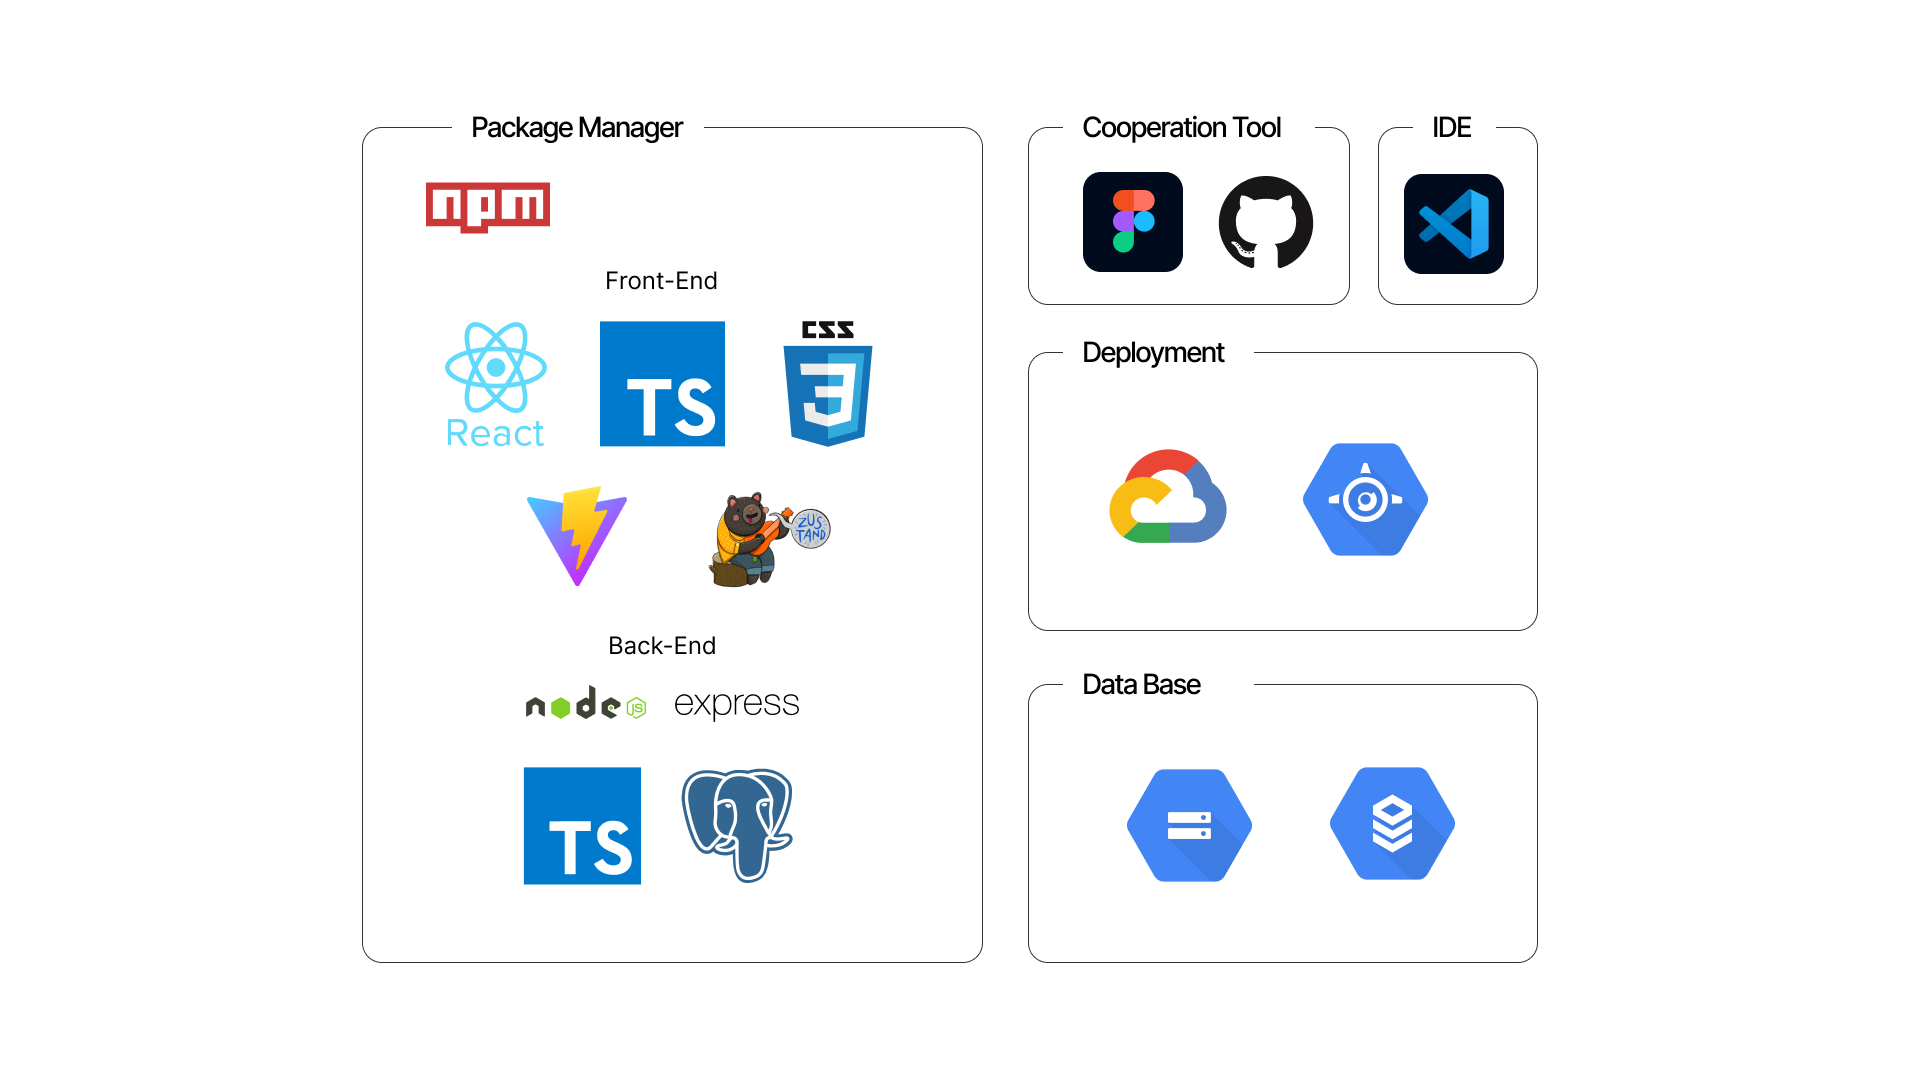 Package Manager
npm
Front-End
React
TS
CSS
3
ZUS
TAND
Back-End
node
JS
express
TS
Cooperation Tool
IDE
Deployment
Data Base